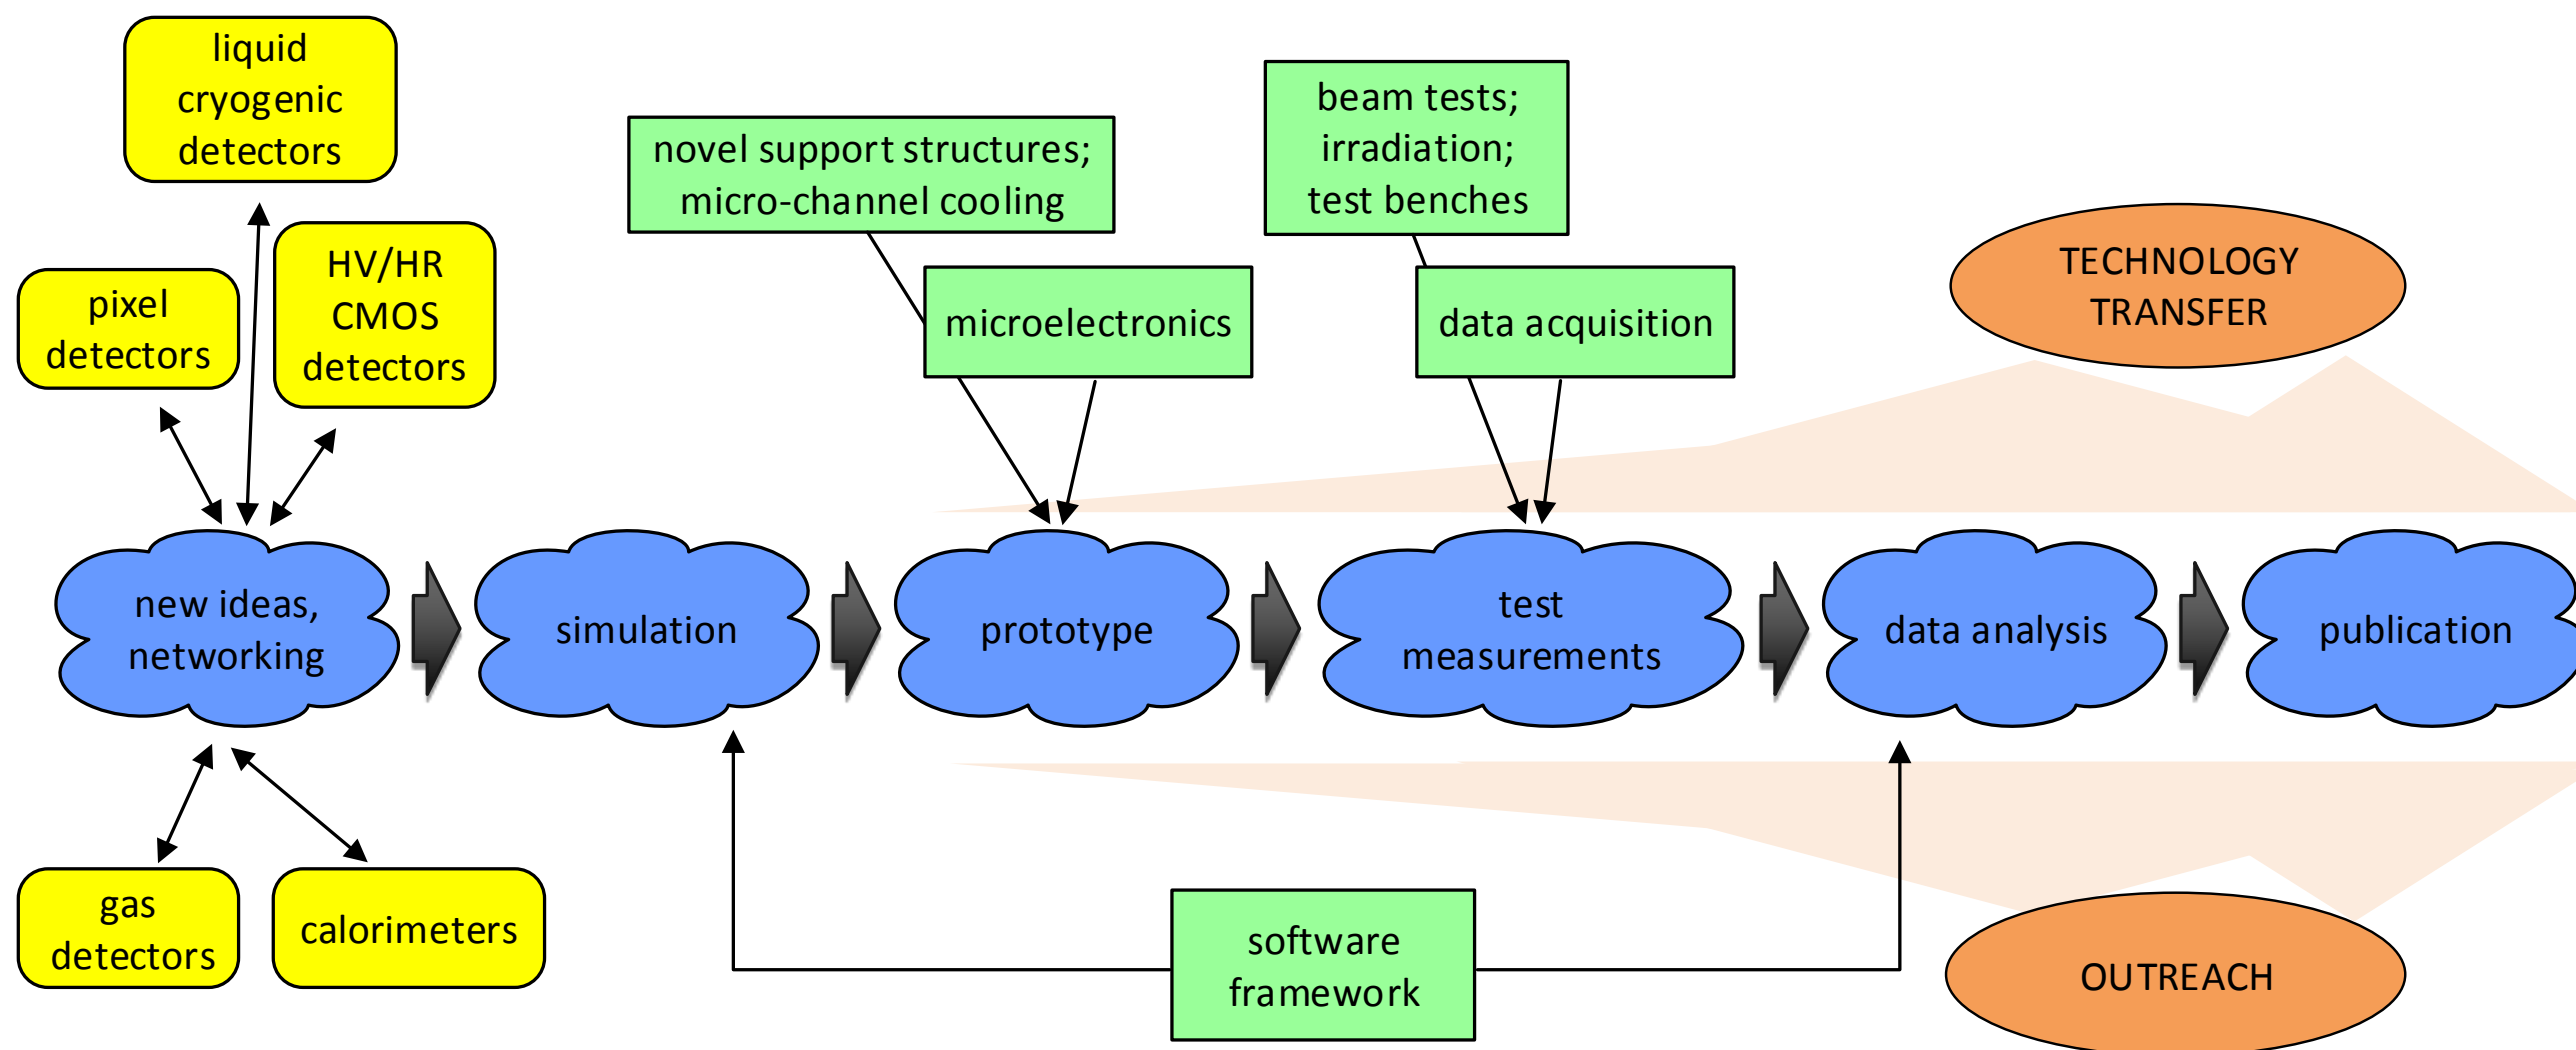 liquid
cryogenic
detectors
HV/HR
CMOS
detectors
pixel
detectors
novel support structures;
micro-channel cooling
microelectronics
beam tests;
irradiation;
test benches
data acquisition
TECHNOLOGY
TRANSFER
new ideas,
networking
simulation
prototype
test
measurements
data analysis
publication
gas
detectors
calorimeters
software
framework
OUTREACH